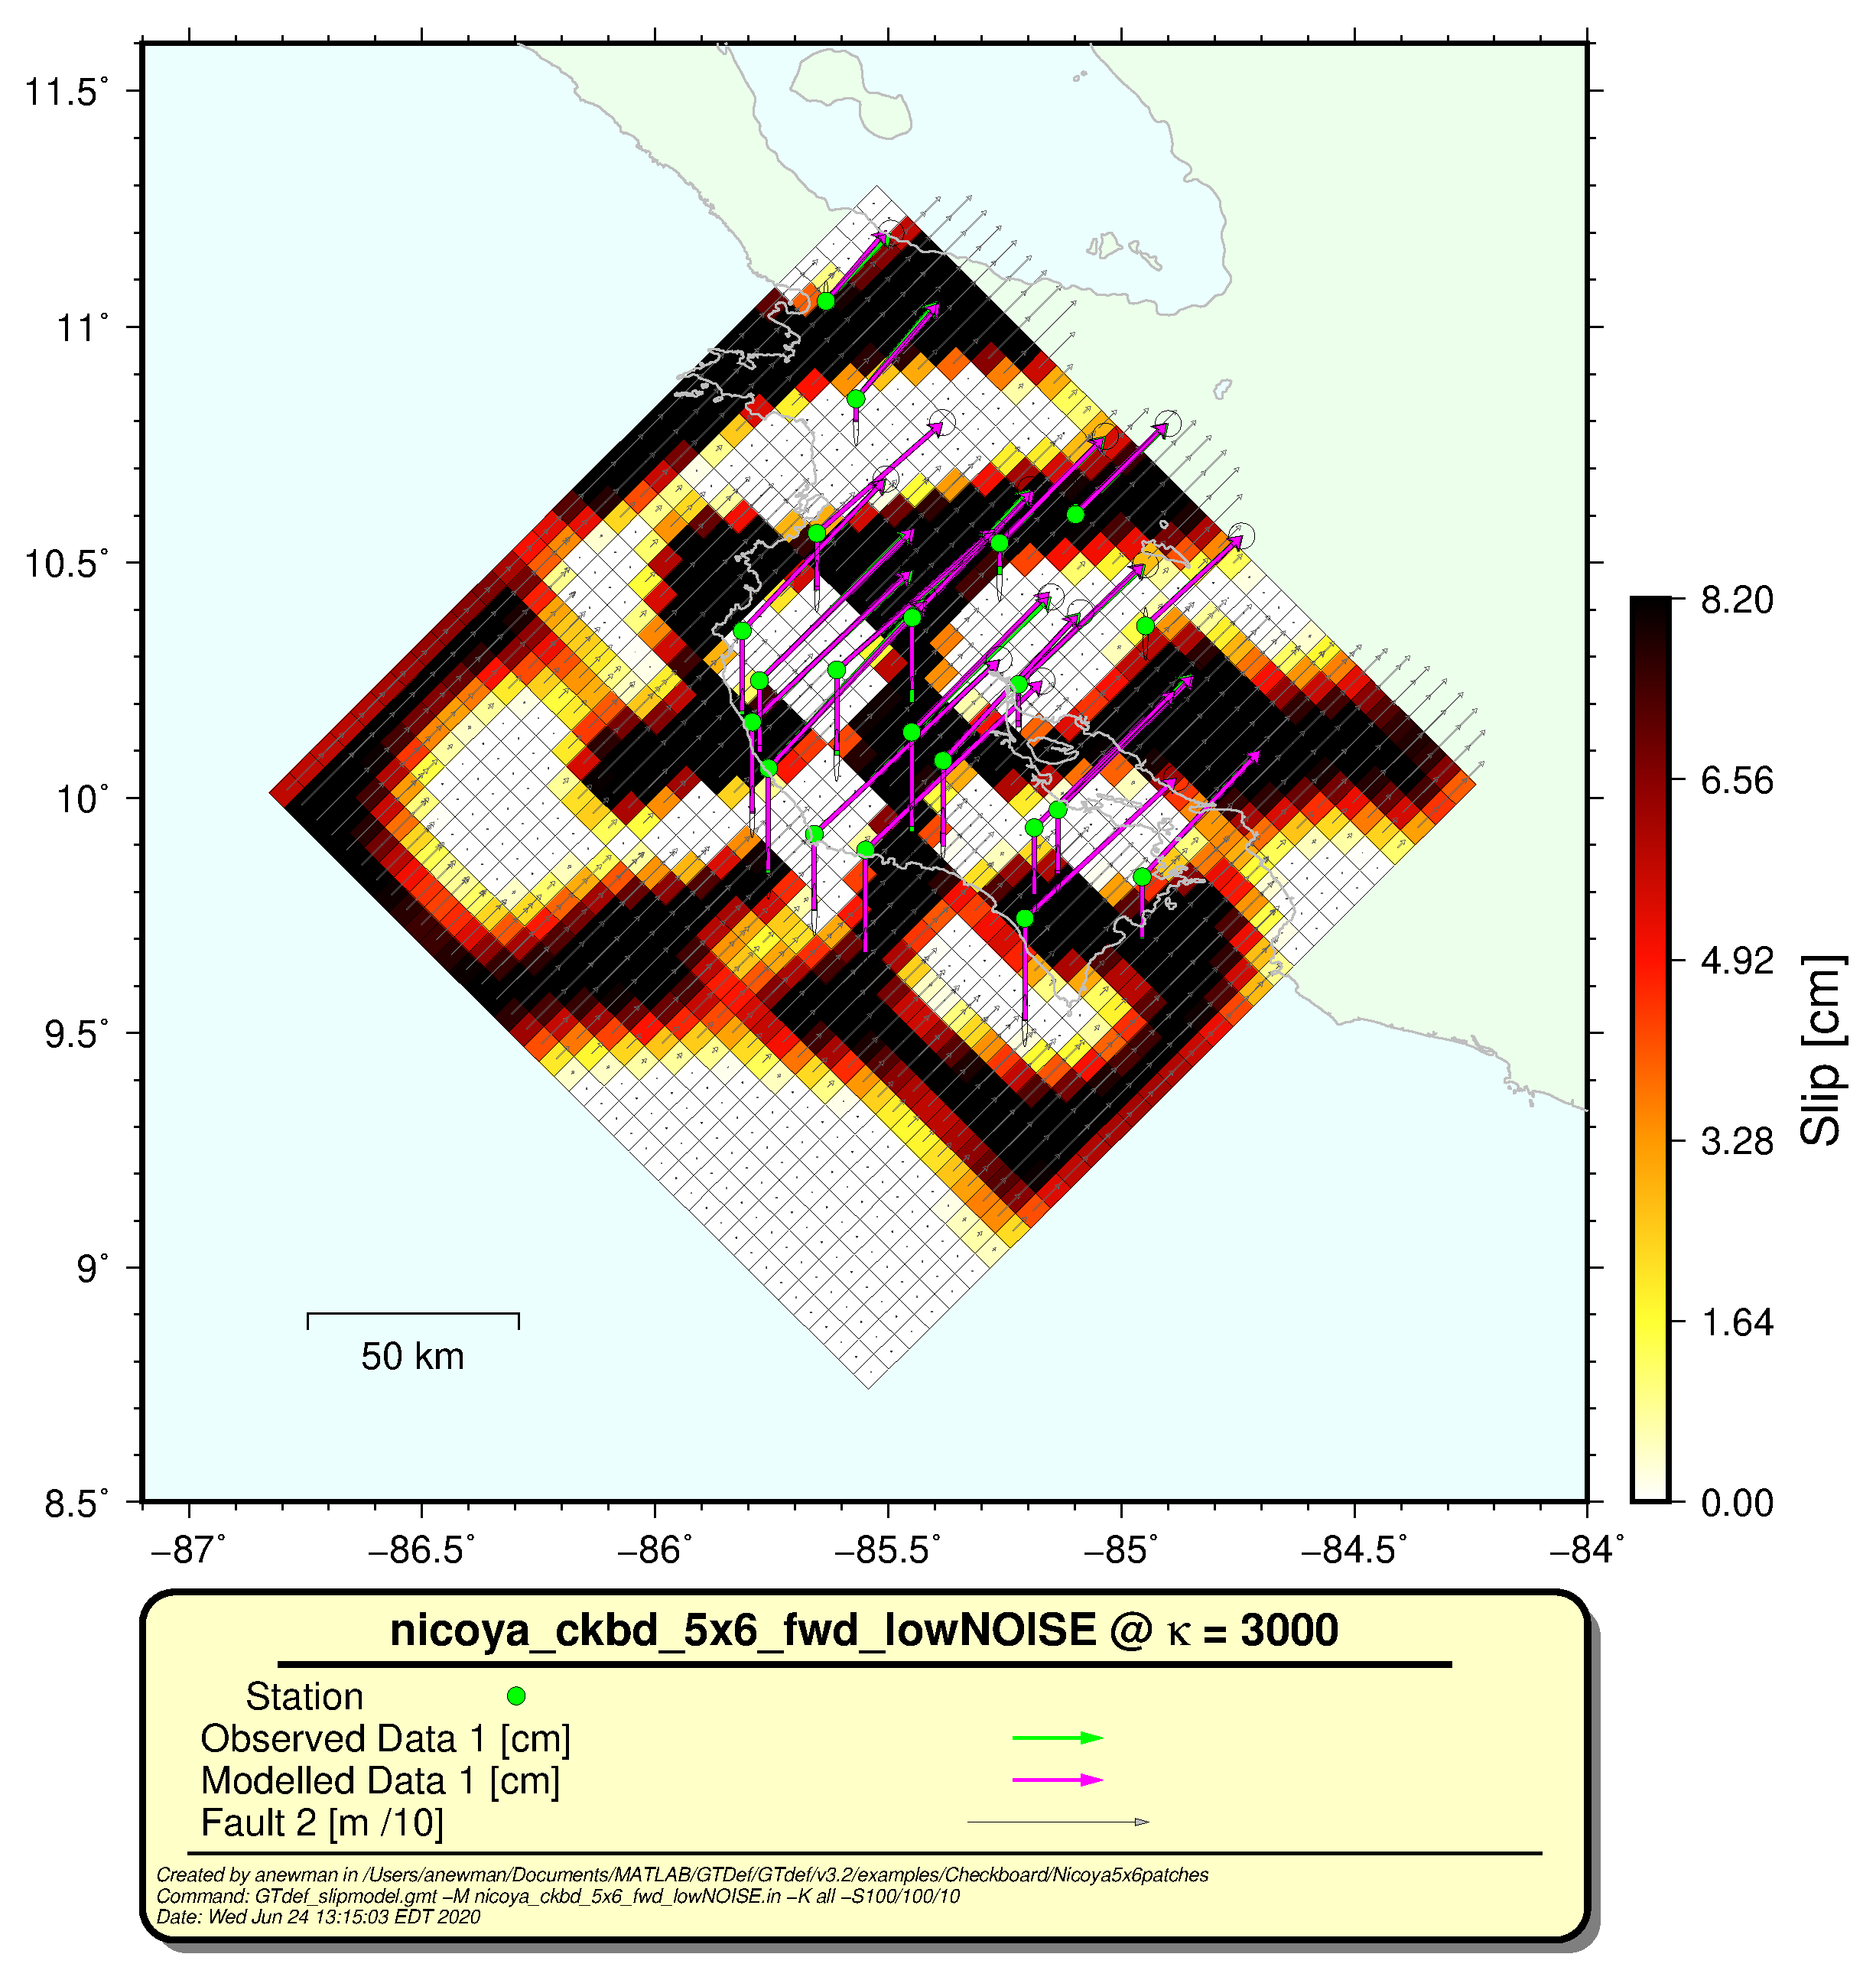 11.5°
11°
10.5°
10°
9.5°
9°
8.5°
−87°
−86.5°
−86°
−85.5°
−85°
−84.5°
−84°
50 km
8.20
6.56
4.92
3.28
1.64
0.00
Slip [cm]
nicoya_ckbd_5x6_fwd_lowNOISE @ κ = 3000
Station
Observed Data 1 [cm]
Modelled Data 1 [cm]
Fault 2 [m /10]
Created by anewman in /Users/anewman/Documents/MATLAB/GTDef/GTdef/v3.2/examples/Checkboard/Nicoya5x6patches
Command: GTdef_slipmodel.gmt −M nicoya_ckbd_5x6_fwd_lowNOISE.in −K all −S100/100/10
Date: Wed Jun 24 13:15:03 EDT 2020